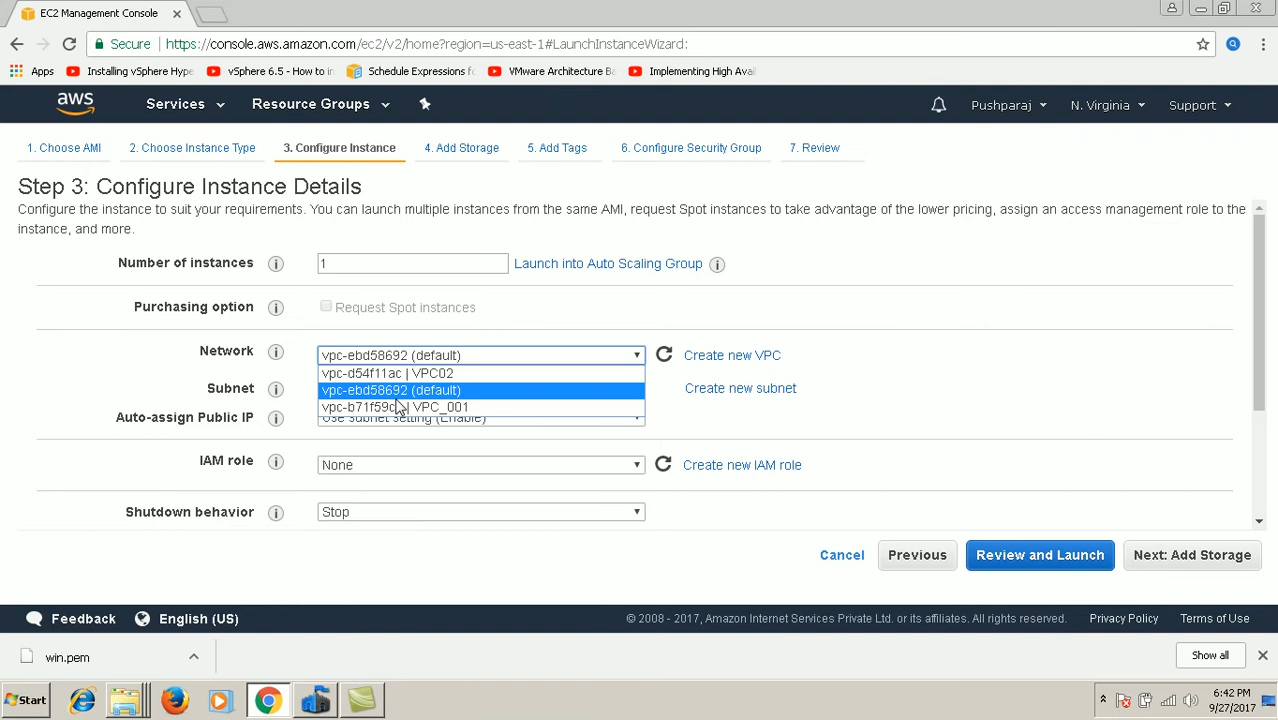 EC2 Management Console
Secure https://console.aws.amazon.com/ec2/v2/home?region=us-east-1#LaunchInstanceWizard:
Apps Installing vSphere Hype vSphere 6.5 - How to in Schedule Expressions fo VMware Architecture Ba Implementing High Avai
aws Services Resource Groups Pushparaj N. Virginia Support
1. Choose AMI 2. Choose Instance Type 3. Configure Instance 4. Add Storage 5. Add Tags 6. Configure Security Group 7. Review
Step 3: Configure Instance Details
Configure the instance to suit your requirements. You can launch multiple instances from the same AMI, request Spot instances to take advantage of the lower pricing, assign an access management role to the
instance, and more.
Number of instances 1 Launch into Auto Scaling Group
Purchasing option Request Spot instances
Network vpc-ebd58692 (default) Create new VPC
vpc-d54f11ac | VPC02
Subnet vpc-ebd58692 (default) Create new subnet
| VPC_001
Auto-assign Public IP Use subnet setting (Enable)
IAM role None Create new IAM role
Shutdown behavior Stop
Cancel Previous Review and Launch Next: Add Storage
Feedback English (US) © 2008 - 2017, Amazon Internet Services Private Ltd. or its affiliates. All rights reserved. Privacy Policy Terms of Use
win.pem Show all
Start 6:42 PM
9/27/2017